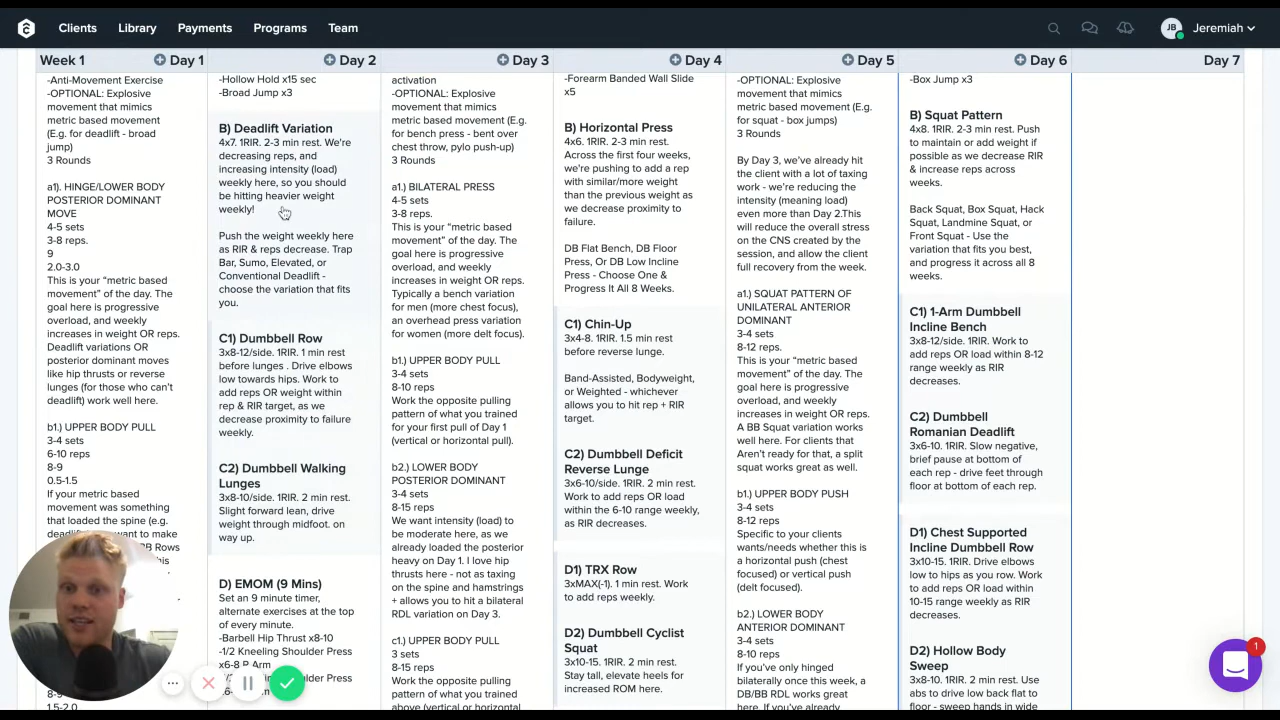 Clients
Library
Payments
Programs
Team
Jeremiah
JB
Week 1
Day 1
Day 2
Day 3
Day 4
Day 5
Day 6
Day 7
-Anti-Movement Exercise
-OPTIONAL: Explosive
movement that mimics
metric based movement
(E.g. for deadlift - broad
jump)
3 Rounds
a1). HINGE/LOWER BODY
POSTERIOR DOMINANT
MOVE
4-5 sets
3-8 reps.
9
2.0-3.0
This is your “metric based
movement” of the day. The
goal here is progressive
overload, and weekly
increases in weight OR reps.
Deadlift variations OR
posterior dominant moves
like hip thrusts or reverse
lunges (for those who can't
deadlift) work well here.
b1.) UPPER BODY PULL
3-4 sets
6-10 reps
8-9
0.5-1.5
If your metric based
movement was something
that loaded the spine (e.g.
want to make
Rows
-Hollow Hold x15 sec
-Broad Jump x3
B) Deadlift Variation
4x7. 1RIR. 2-3 min rest. We're
decreasing reps, and
increasing intensity (load)
weekly here, so you should
be hitting heavier weight
weekly!
Push the weight weekly here
as RIR & reps decrease. Trap
Bar, Sumo, Elevated, or
Conventional Deadlift -
choose the variation that fits
you.
C1) Dumbbell Row
3x8-12/side. 1RIR. 1 min rest
before lunges . Drive elbows
low towards hips. Work to
add reps OR weight within
rep & RIR target, as we
decrease proximity to failure
weekly.
C2) Dumbbell Walking
Lunges
3x8-10/side. 1RIR. 2 min rest.
Slight forward lean, drive
weight through midfoot. on
way up.
D) EMOM (9 Mins)
Set an 9 minute timer,
alternate exercises at the top
of every minute.
-Barbell Hip Thrust x8-10
-1/2 Kneeling Shoulder Press
x6-8 P Arm
Shoulder Press
activation
-OPTIONAL: Explosive
movement that mimics
metric based movement
(E.g. for bench press - bent over
chest throw, pylo push-up)
3 Rounds
a1.) BILATERAL PRESS
4-5 sets
3-8 reps.
This is your “metric based
movement” of the day. The
goal here is progressive
overload, and weekly
increases in weight OR reps.
Typically a bench variation
for men (more chest focus),
an overhead press variation
for women (more delt focus).
b1.) UPPER BODY PULL
3-4 sets
8-10 reps
Work the opposite pulling
pattern of what you trained
for your first pull of Day 1
(vertical or horizontal pull).
b2.) LOWER BODY
POSTERIOR DOMINANT
3-4 sets
8-15 reps
We want intensity (load) to
be moderate here, as we
already loaded the posterior
heavy on Day 1. I love hip
thrusts here - not as taxing
on the spine and hamstrings
+ allows you to hit a bilateral
RDL variation on Day 3.
c1.) UPPER BODY PULL
3 sets
8-15 reps
Work the opposite pattern as
above (vertical or horizontal
-Forearm Banded Wall Slide
x5
B) Horizontal Press
4x6. 1RIR. 2-3 min rest.
Across the first four weeks,
we're pushing to add a rep
with similar/more weight
than the previous weight as
we decrease proximity to
failure.
DB Flat Bench, DB Floor
Press, Or DB Low Incline
Press - Choose One &
Progress It All 8 Weeks.
C1) Chin-Up
3x4-8. 1RIR. 1.5 min rest
before reverse lunge.
Band-Assisted, Bodyweight,
or Weighted - whichever
allows you to hit rep + RIR
target.
C2) Dumbbell Deficit
Reverse Lunge
3x6-10/side. 1RIR. 2 min rest.
Work to add reps OR load
within the 6-10 range weekly,
as RIR decreases.
D1) TRX Row
3xMAX(-1). 1 min rest. Work
to add reps weekly.
D2) Dumbbell Cyclist
Squat
3x10-15. 1RIR. 2 min rest.
Stay tall, elevate heels for
increased ROM here.
-OPTIONAL: Explosive
movement that mimics
metric based movement (E.g.
for squat - box jumps)
3 Rounds
By Day 3, we've already hit
the client with a lot of taxing
work - we're reducing the
intensity (meaning load)
even more than Day 2.This
will reduce the overall stress
on the CNS created by the
session, and allow the client
full recovery from the week.
a1.) SQUAT PATTERN OF
UNILATERAL ANTERIOR
DOMINANT
3-4 sets
8-12 reps.
This is your “metric based
movement” of the day. The
goal here is progressive
overload, and weekly
increases in weight OR reps.
A BB Squat variation works
well here. For clients that
Aren't ready for that, a split
squat works great as well.
b1.) UPPER BODY PUSH
3-4 sets
8-12 reps
Specific to your clients
wants/needs whether this is
a horizontal push (chest
focused) or vertical push
(delt focused).
b2.) LOWER BODY
ANTERIOR DOMINANT
3-4 sets
8-10 reps
If you've only hinged
bilaterally once this week, a
DB/BB RDL works great
here. If you've already
-Box Jump x3
B) Squat Pattern
4x8. 1RIR. 2-3 min rest. Push
to maintain or add weight if
possible as we decrease RIR
& increase reps across
weeks.
Back Squat, Box Squat, Hack
Squat, Landmine Squat, or
Front Squat - Use the
variation that fits you best,
and progress it across all 8
weeks.
C1) 1-Arm Dumbbell
Incline Bench
3x8-12/side. 1RIR. Work to
add reps OR load within 8-12
range weekly as RIR
decreases.
C2) Dumbbell
Romanian Deadlift
3x6-10. 1RIR. Slow negative,
brief pause at bottom of
each rep - drive feet through
floor at bottom of each rep.
D1) Chest Supported
Incline Dumbbell Row
3x10-15. 1RIR. Drive elbows
low to hips as you row. Work
to add reps OR load within
10-15 range weekly as RIR
decreases.
D2) Hollow Body
Sweep
3x8-10. 1RIR. 2 min rest. Use
abs to drive low back flat to
floor - sweep hands in wide
1